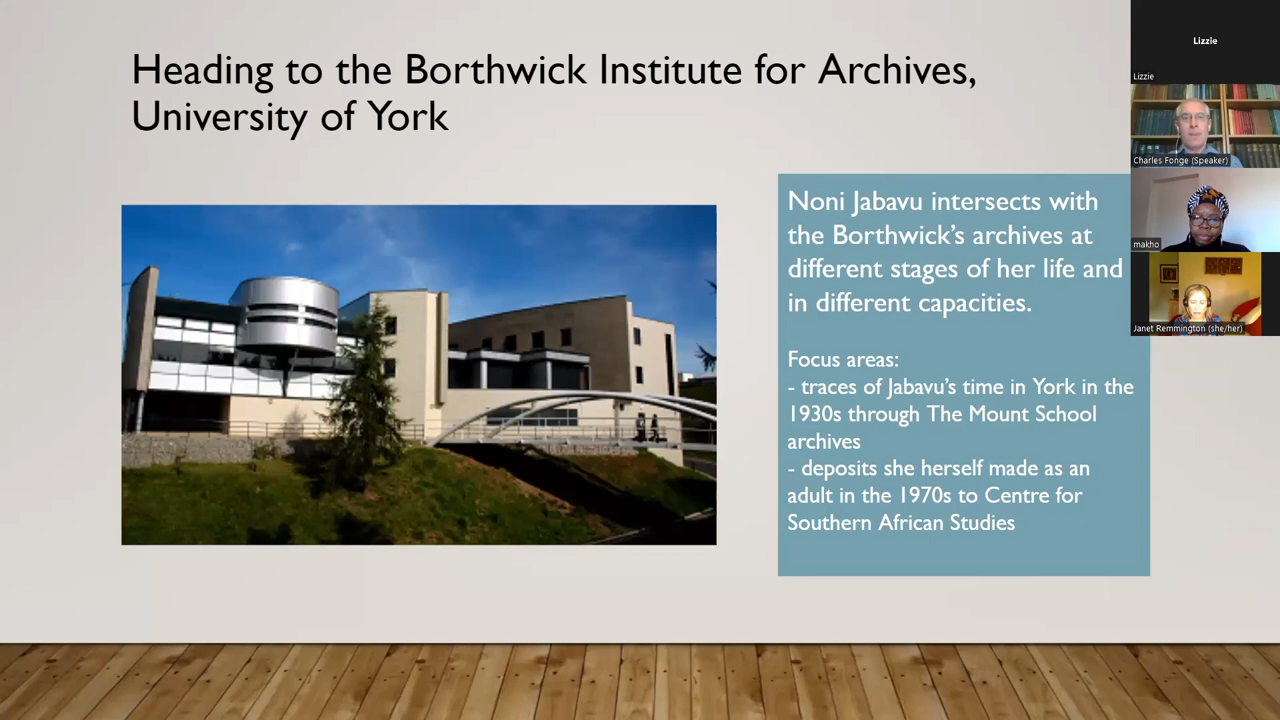 Heading to the Borthwick Institute for Archives,
University of York
Noni Jabavu intersects with
the Borthwick's archives at
different stages of her life and
in different capacities.
Focus areas:
- traces of Jabavu's time in York in the
1930s through The Mount School
archives
- deposits she herself made as an
adult in the 1970s to Centre for
Southern African Studies
Lizzie
Lizzie
Charles Fonge (Speaker)
makho
Janet Remmington (she/her)